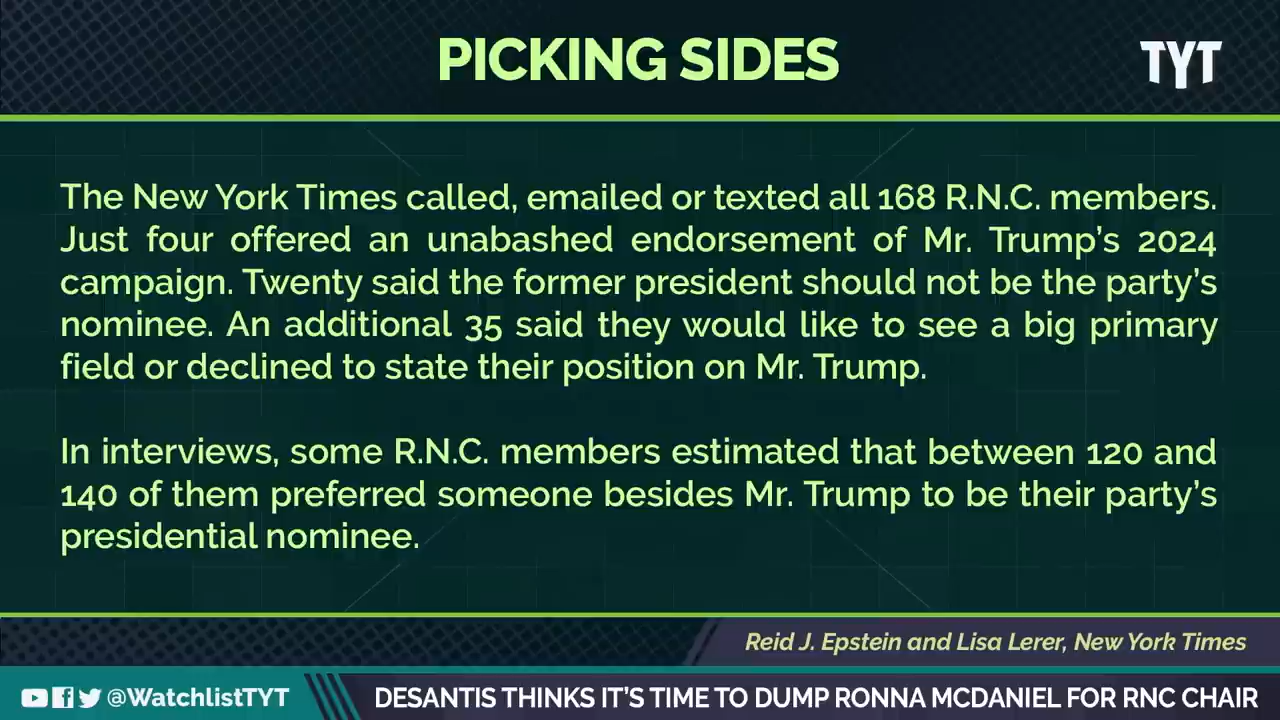 PICKING SIDES
TYT
The New York Times called, emailed or texted all 168 R.N.C. members.
Just four offered an unabashed endorsement of Mr. Trump's 2024
campaign. Twenty said the former president should not be the party's
nominee. An additional 35 said they would like to see a big primary
field or declined to state their position on Mr. Trump.
In interviews, some R.N.C. members estimated that between 120 and
140 of them preferred someone besides Mr. Trump to be their party's
presidential nominee.
Reid J. Epstein and Lisa Lerer, New York Times
@WatchlistTYT
DESANTIS THINKS IT'S TIME TO DUMP RONNA MCDANIEL FOR RNC CHAIR